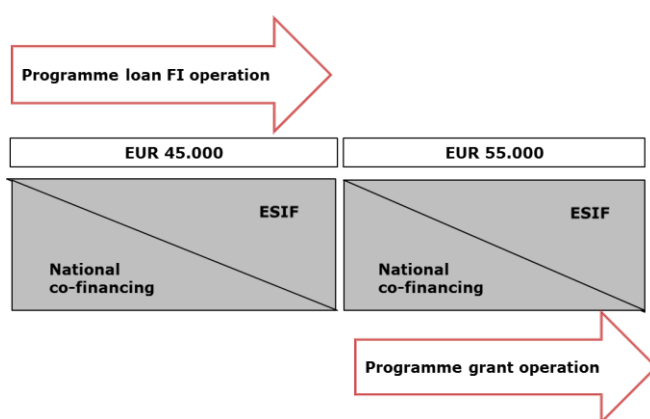 Programme loan FI operation
EUR 45.000
EUR 55.000
ESIF
ESIF
National
co-financing
National
co-financing
Programme grant operation